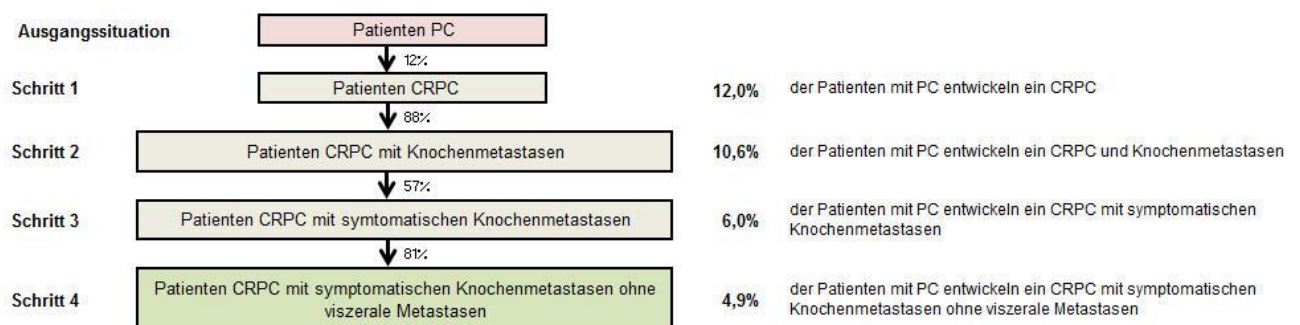 Ausgangssituation
Patienten PC
12%
Schritt 1
Patienten CRPC
12,0%
der Patienten mit PC entwickeln ein CRPC
88%
Schritt 2
Patienten CRPC mit Knochenmetastasen
10,6%
der Patienten mit PC entwickeln ein CRPC und Knochenmetastasen
57%
Schritt 3
Patienten CRPC mit symtomatischen Knochenmetastasen
6,0%
der Patienten mit PC entwickeln ein CRPC mit symptomatischen
Knochenmetastasen
81%
Schritt 4
Patienten CRPC mit symptomatischen Knochenmetastasen ohne
viszerale Metastasen
4,9%
der Patienten mit PC entwickeln ein CRPC mit symptomatischen
Knochenmetastasen ohne viszerale Metastasen